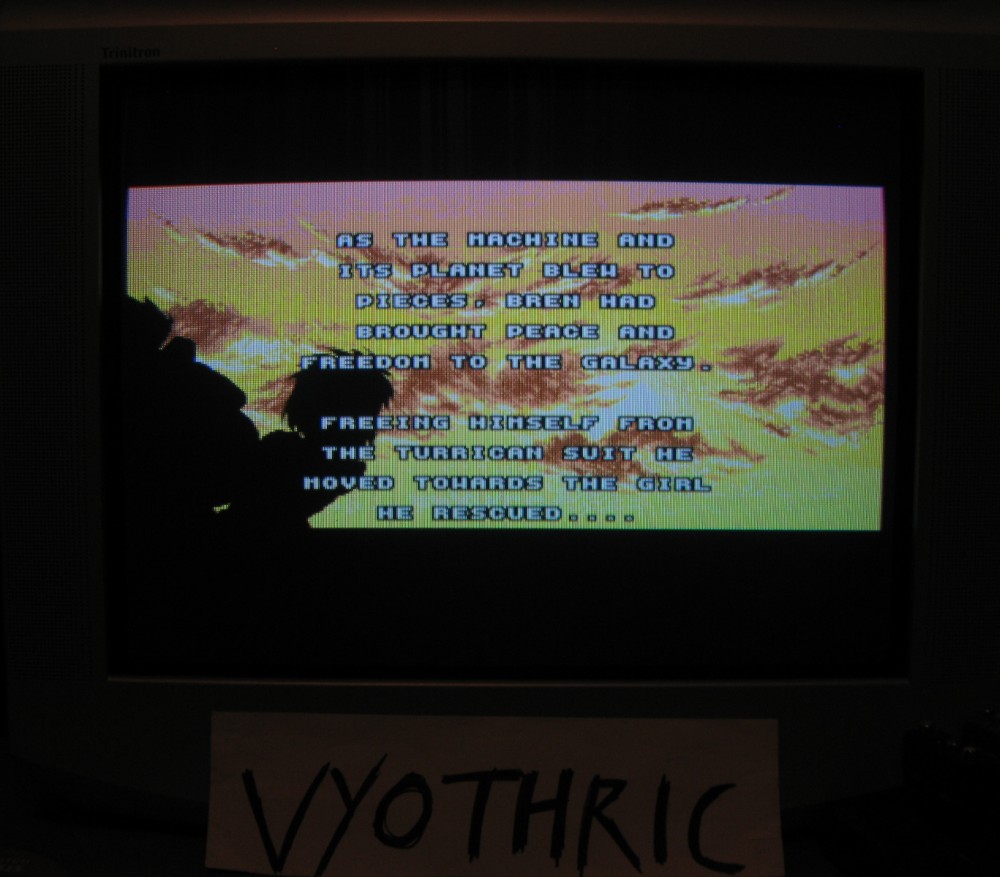 Trinitron
AS THE MACHINE AND
ITS PLANET BLEW TO
PIECES, BREN HAD
BROUGHT PEACE AND
FREEDOM TO THE GALAXY.
FREEING HIMSELF FROM
THE TURRICAN SUIT HE
MOVED TOWARDS THE GIRL
HE RESCUED....
VYOTHRIC